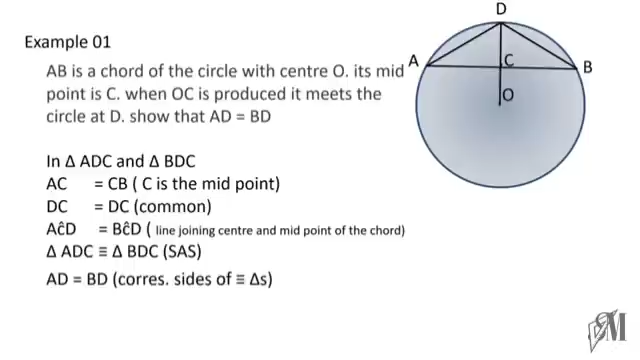 Example 01
AB is a chord of the circle with centre O. its mid
point is C. when OC is produced it meets the
circle at D. show that AD = BD
In Δ ADC and Δ BDC
AC = CB ( C is the mid point)
DC = DC (common)
AĉD = BĉD ( line joining centre and mid point of the chord)
Δ ADC ≡ Δ BDC (SAS)
AD = BD (corres. sides of ≡ Δs)
D
A
C
B
O
M